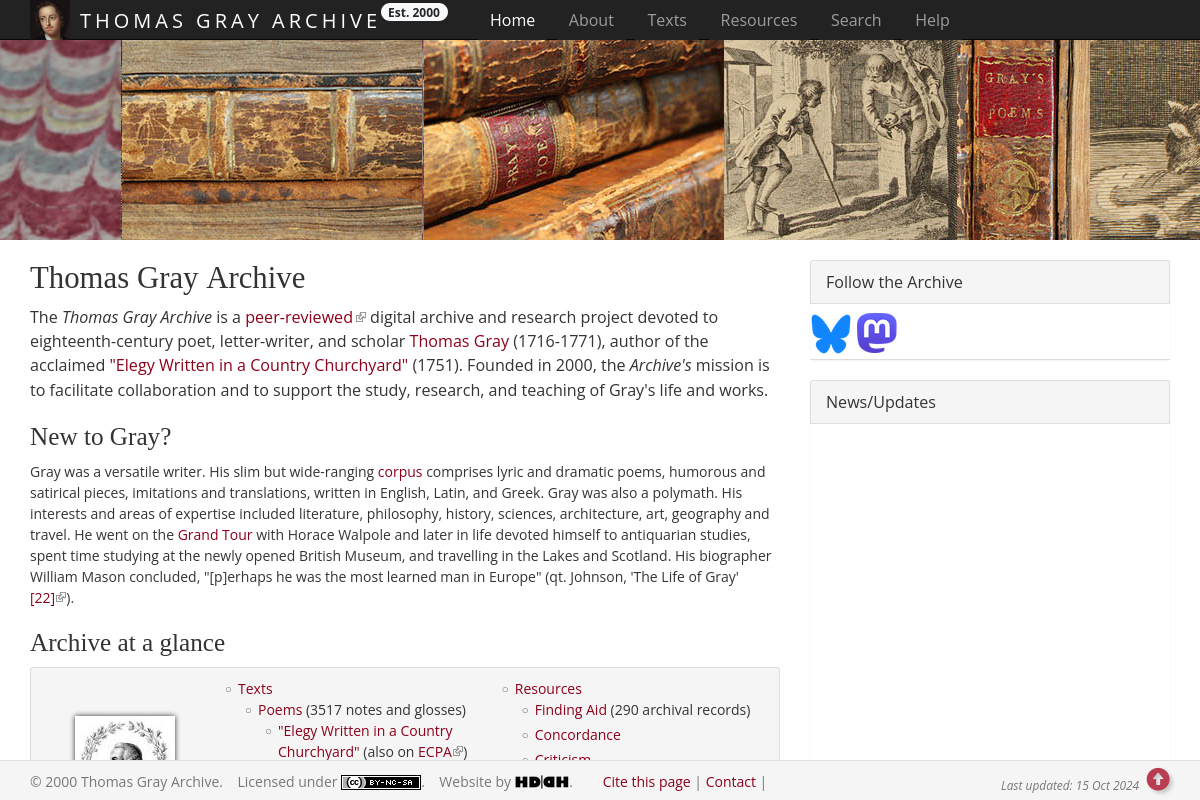 THOMAS GRAY ARCHIVE Est. 2000 Home About Texts Resources Search Help
GRAY'S
POEMS
GRAY'S
POEMS
Thomas Gray Archive
The Thomas Gray Archive is a peer-reviewed digital archive and research project devoted to
eighteenth-century poet, letter-writer, and scholar Thomas Gray (1716-1771), author of the
acclaimed "Elegy Written in a Country Churchyard" (1751). Founded in 2000, the Archive's mission is
to facilitate collaboration and to support the study, research, and teaching of Gray's life and works.
New to Gray?
Gray was a versatile writer. His slim but wide-ranging corpus comprises lyric and dramatic poems, humorous and
satirical pieces, imitations and translations, written in English, Latin, and Greek. Gray was also a polymath. His
interests and areas of expertise included literature, philosophy, history, sciences, architecture, art, geography and
travel. He went on the Grand Tour with Horace Walpole and later in life devoted himself to antiquarian studies,
spent time studying at the newly opened British Museum, and travelling in the Lakes and Scotland. His biographer
William Mason concluded, "[p]erhaps he was the most learned man in Europe" (qt. Johnson, 'The Life of Gray'
[22]).
Archive at a glance
Texts
Poems (3517 notes and glosses)
"Elegy Written in a Country
Churchyard" (also on ECPA)
Resources
Finding Aid (290 archival records)
Concordance
Criticism
Follow the Archive
News/Updates
© 2000 Thomas Gray Archive. Licensed under (cc) BY-NC-SA. Website by HDCH. Cite this page | Contact |
Last updated: 15 Oct 2024